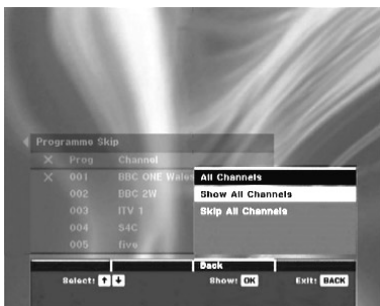 Programme Skip
X Prog Channel
X 001 BBC ONE Wales
002 BBC 2W
003 ITV 1
004 S4C
005 five
All Channels
Show All Channels
Skip All Channels
Back
Select: ↑ ↓ Show: OK Exit: BACK